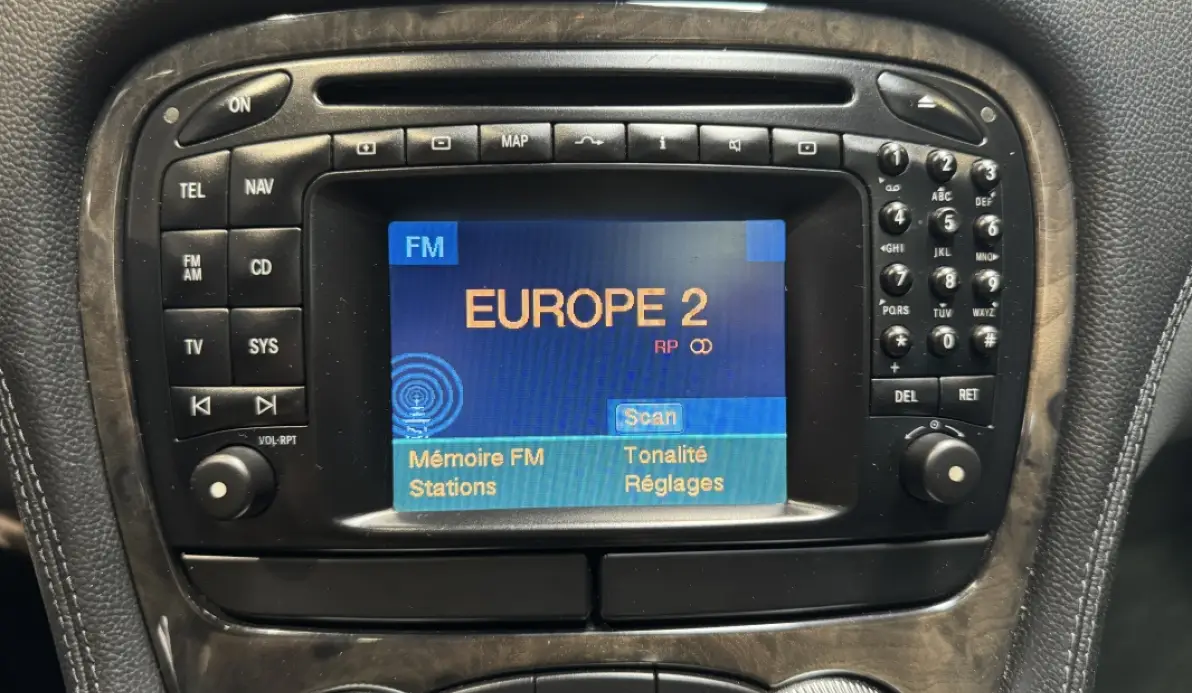 ON
MAP
i
TEL
NAV
1
2
ABC
3
DEF
FM
AM
CD
4
GHI
5
JKL
6
MNO
TV
SYS
7
PQRS
8
TUV
9
WXYZ
*
+
0
#
DEL
RET
VOL·RPT
FM
EUROPE 2
RP
Scan
Mémoire FM
Tonalité
Stations
Réglages